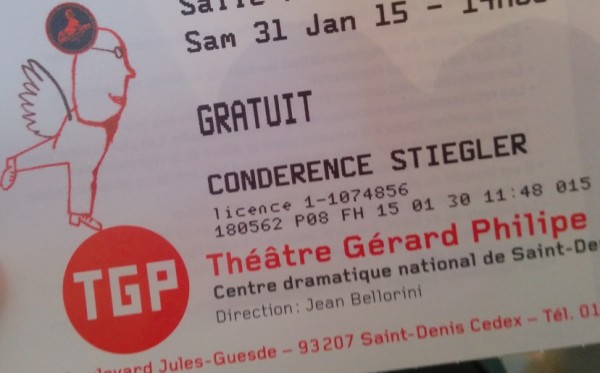 Salle
Sam 31 Jan 15 -
GRATUIT
CONDERENCE STIEGLER
licence 1-1074856
180562 P08 FH 15 01 30 11:48 015
TGP
Théâtre Gérard Philipe
Centre dramatique national de Saint-De
Direction: Jean Bellorini
Jules-Guesde – 93207 Saint-Denis Cedex – Tél. 01